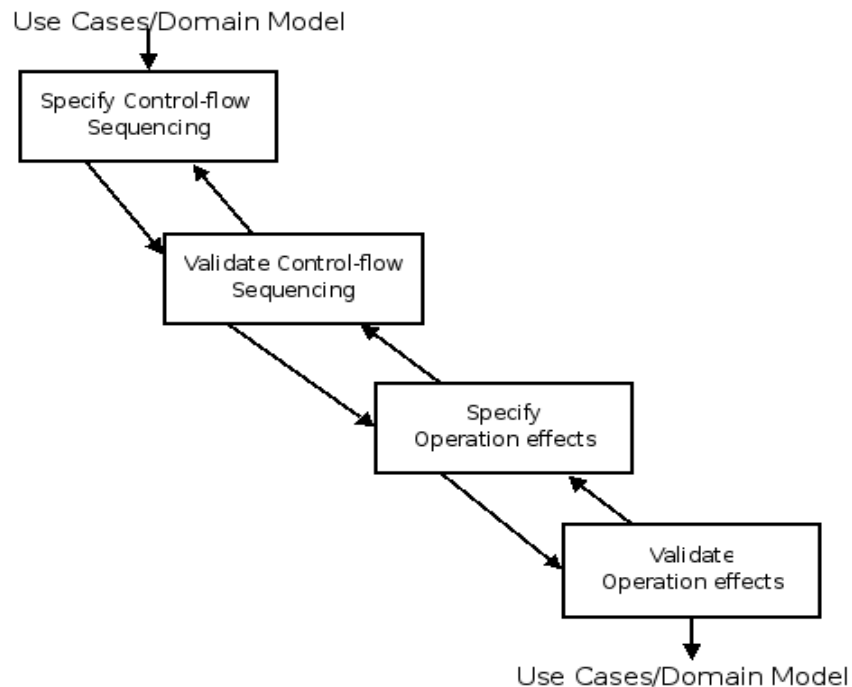 Use Cases/Domain Model
Specify Control-flow
Sequencing
Validate Control-flow
Sequencing
Specify
Operation effects
Validate
Operation effects
Use Cases/Domain Model